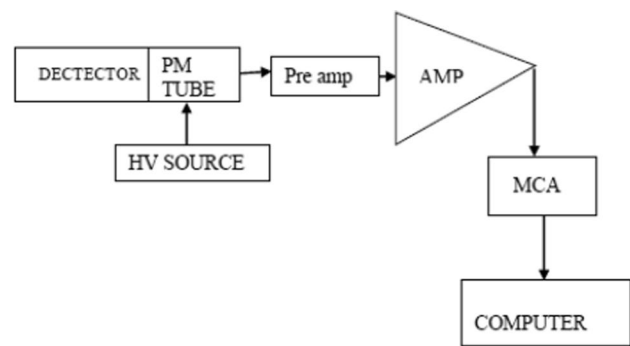 DECTECTOR
PM
TUBE
Pre amp
AMP
HV SOURCE
MCA
COMPUTER